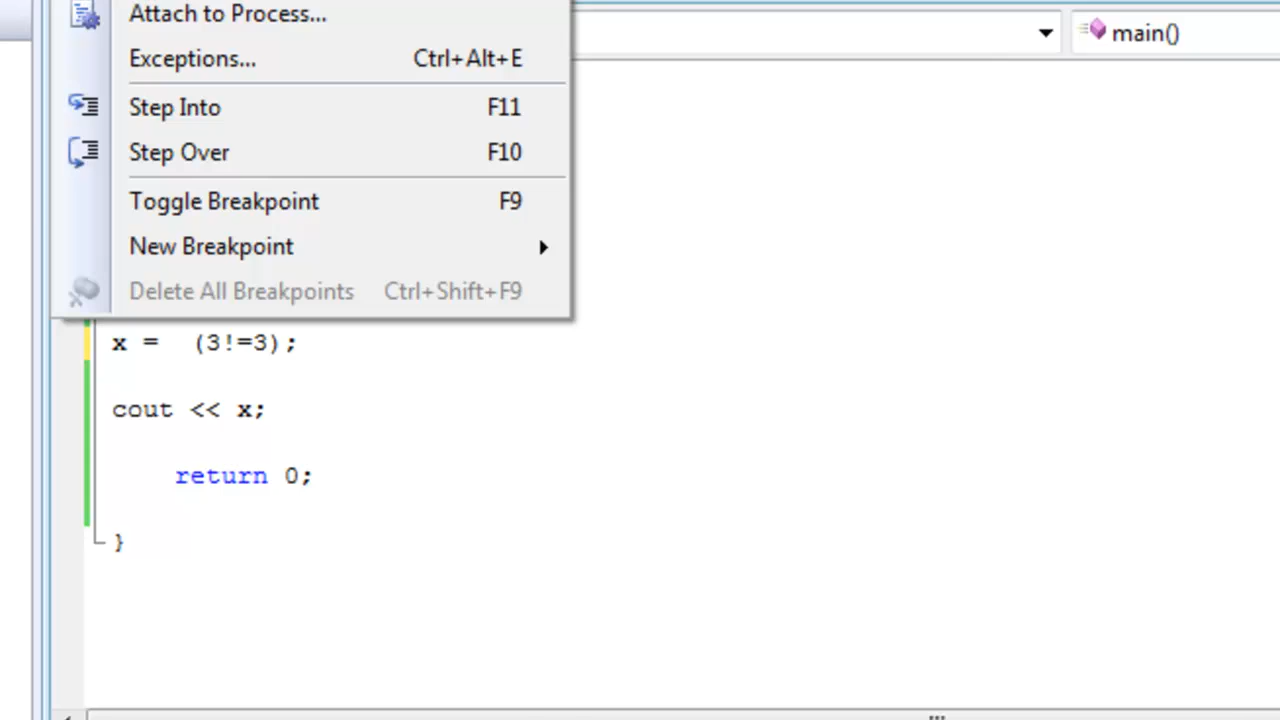 Attach to Process...
main()
Exceptions... Ctrl+Alt+E
Step Into F11
Step Over F10
Toggle Breakpoint F9
New Breakpoint
Delete All Breakpoints Ctrl+Shift+F9
x =  (3!=3);
cout << x;
return 0;
}